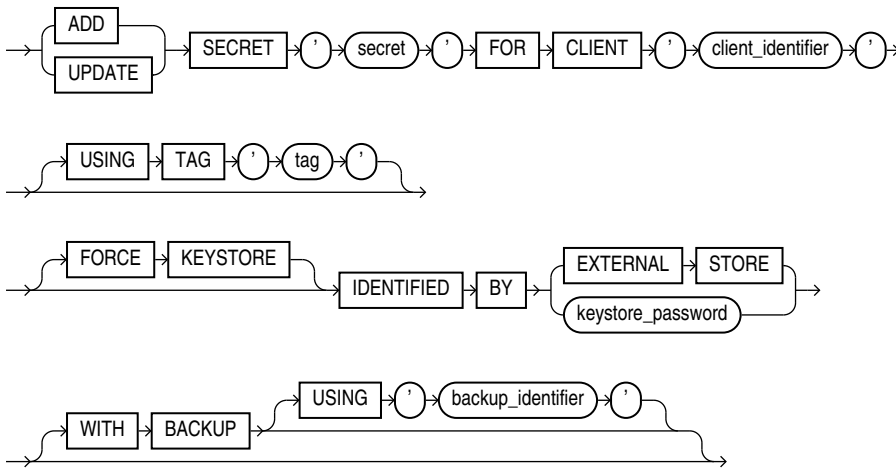 ADD
UPDATE
SECRET ' secret ' FOR CLIENT ' client_identifier '
USING TAG ' tag '
FORCE KEYSTORE
IDENTIFIED BY
EXTERNAL STORE
keystore_password
USING ' backup_identifier '
WITH BACKUP